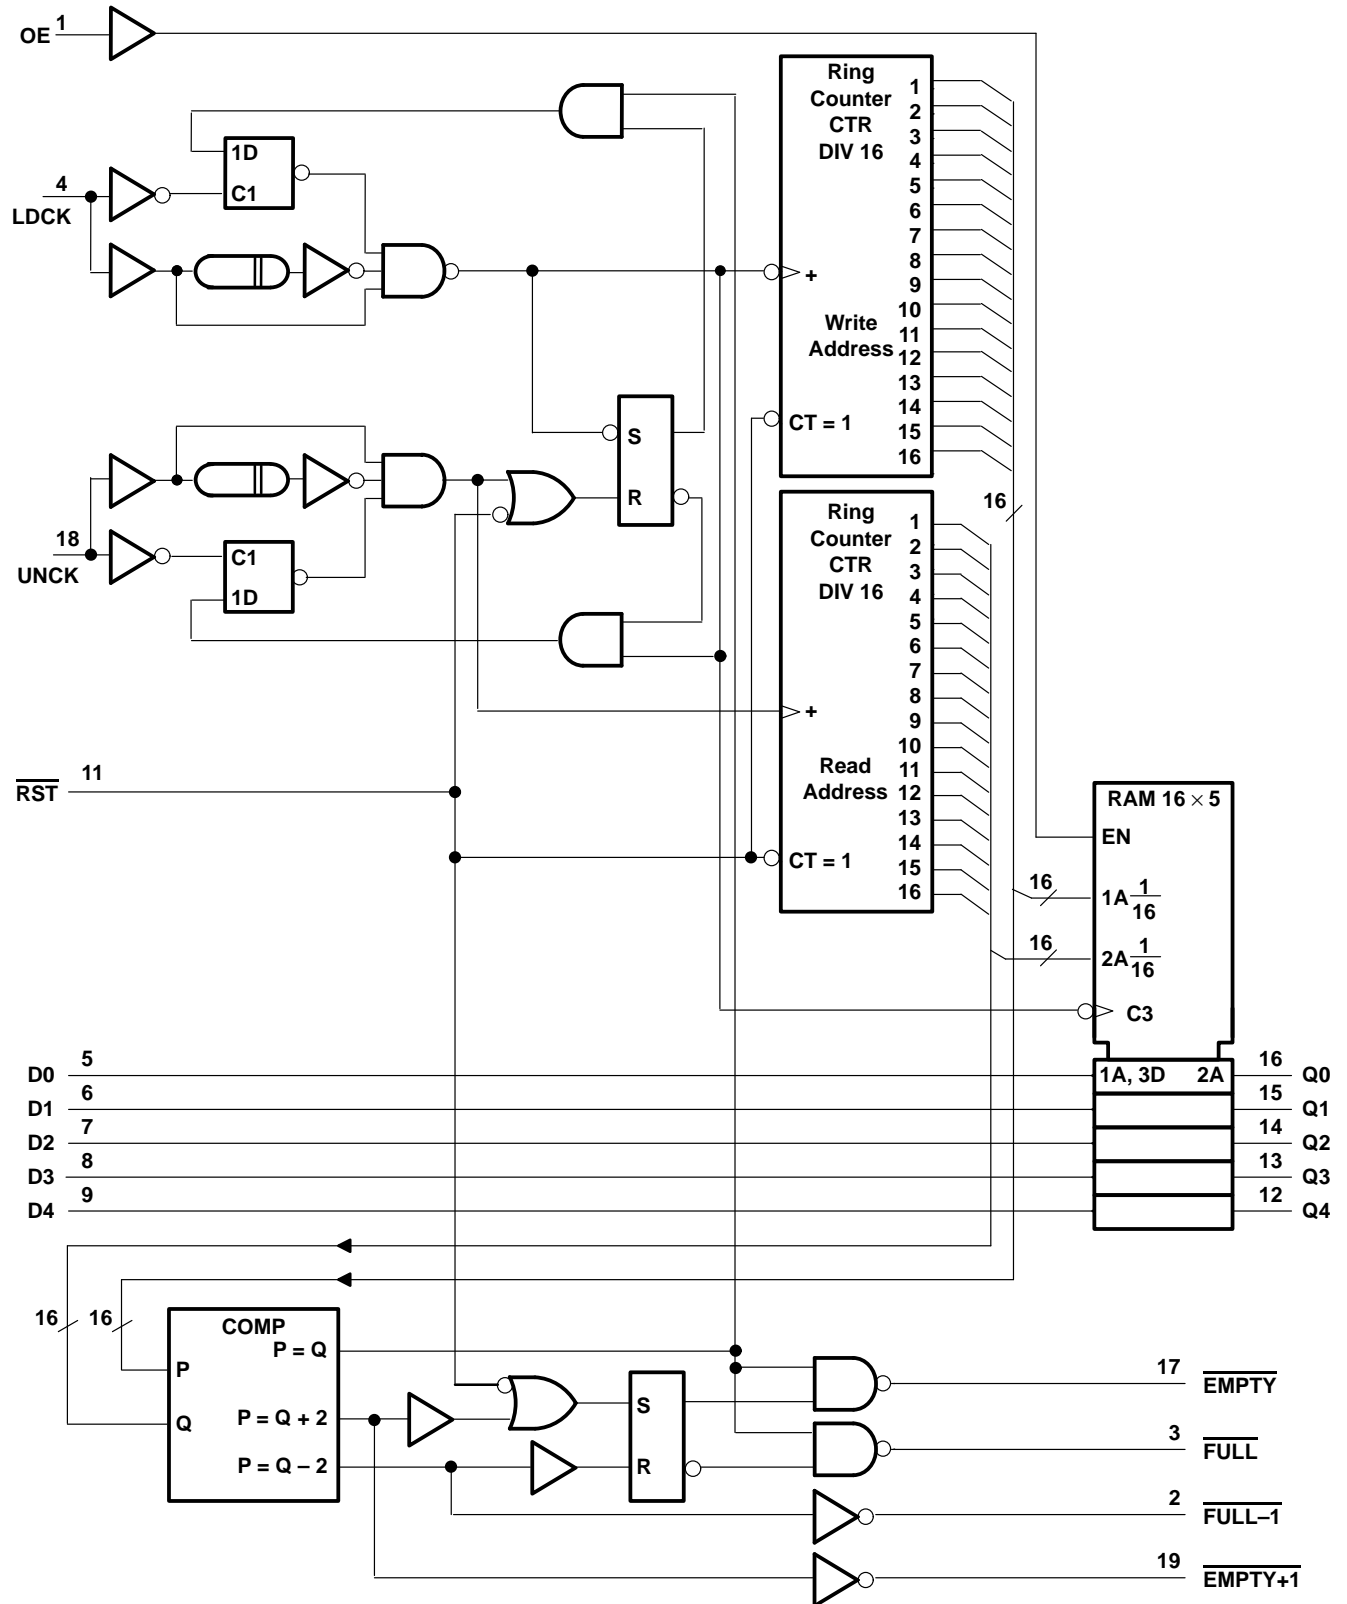 OE 1
Ring
Counter
CTR
DIV 16
1
2
3
4
5
6
7
8
9
10
11
12
13
14
15
16
+
Write
Address
CT = 1
1D
C1
4
LDCK
S
R
16
18
UNCK
C1
1D
Ring
Counter
CTR
DIV 16
1
2
3
4
5
6
7
8
9
10
11
12
13
14
15
16
+
Read
Address
CT = 1
RST 11
RAM 16 × 5
EN
16 1A 1/16
16 2A 1/16
C3
D0 5 1A, 3D 2A 16 Q0
D1 6 15 Q1
D2 7 14 Q2
D3 8 13 Q3
D4 9 12 Q4
16 16
COMP
P = Q
P
Q
P = Q + 2
P = Q – 2
S
R
17 EMPTY
3 FULL
2 FULL–1
19 EMPTY+1